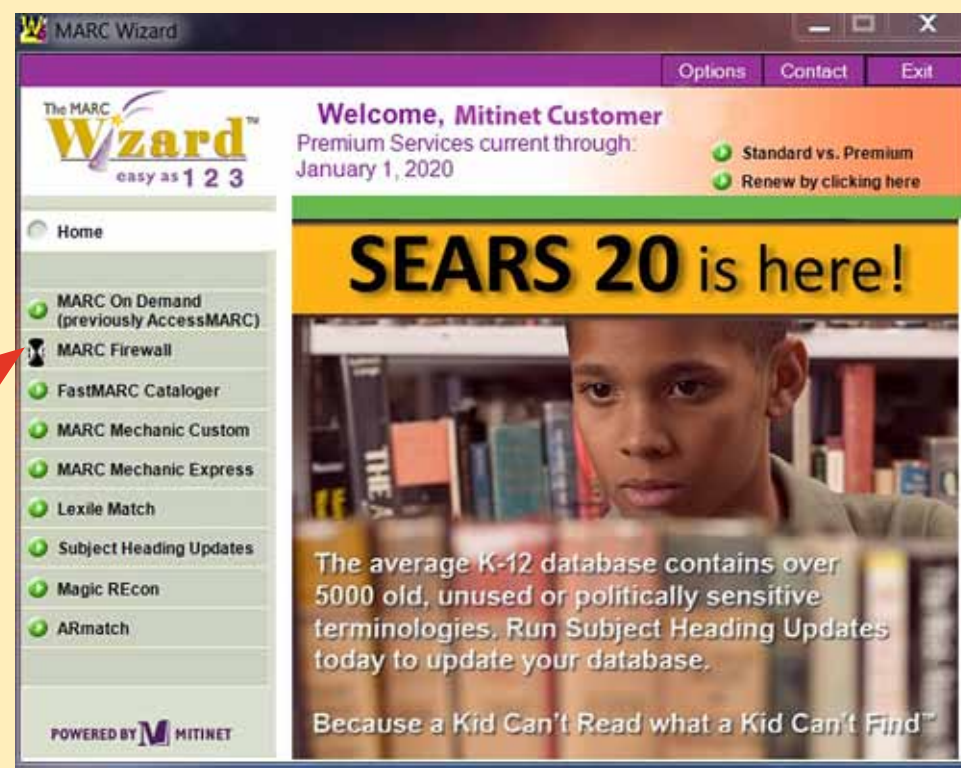 MARC Wizard
Options Contact Exit
The MARC
Wizard™
easy as 1 2 3
Welcome, Mitinet Customer
Premium Services current through:
January 1, 2020
Standard vs. Premium
Renew by clicking here
Home
MARC On Demand
(previously AccessMARC)
MARC Firewall
FastMARC Cataloger
MARC Mechanic Custom
MARC Mechanic Express
Lexile Match
Subject Heading Updates
Magic REcon
ARmatch
POWERED BY M MITINET
SEARS 20 is here!
THE
The average K-12 database contains over
5000 old, unused or politically sensitive
terminologies. Run Subject Heading Updates
today to update your database.
Because a Kid Can't Read what a Kid Can't Find™